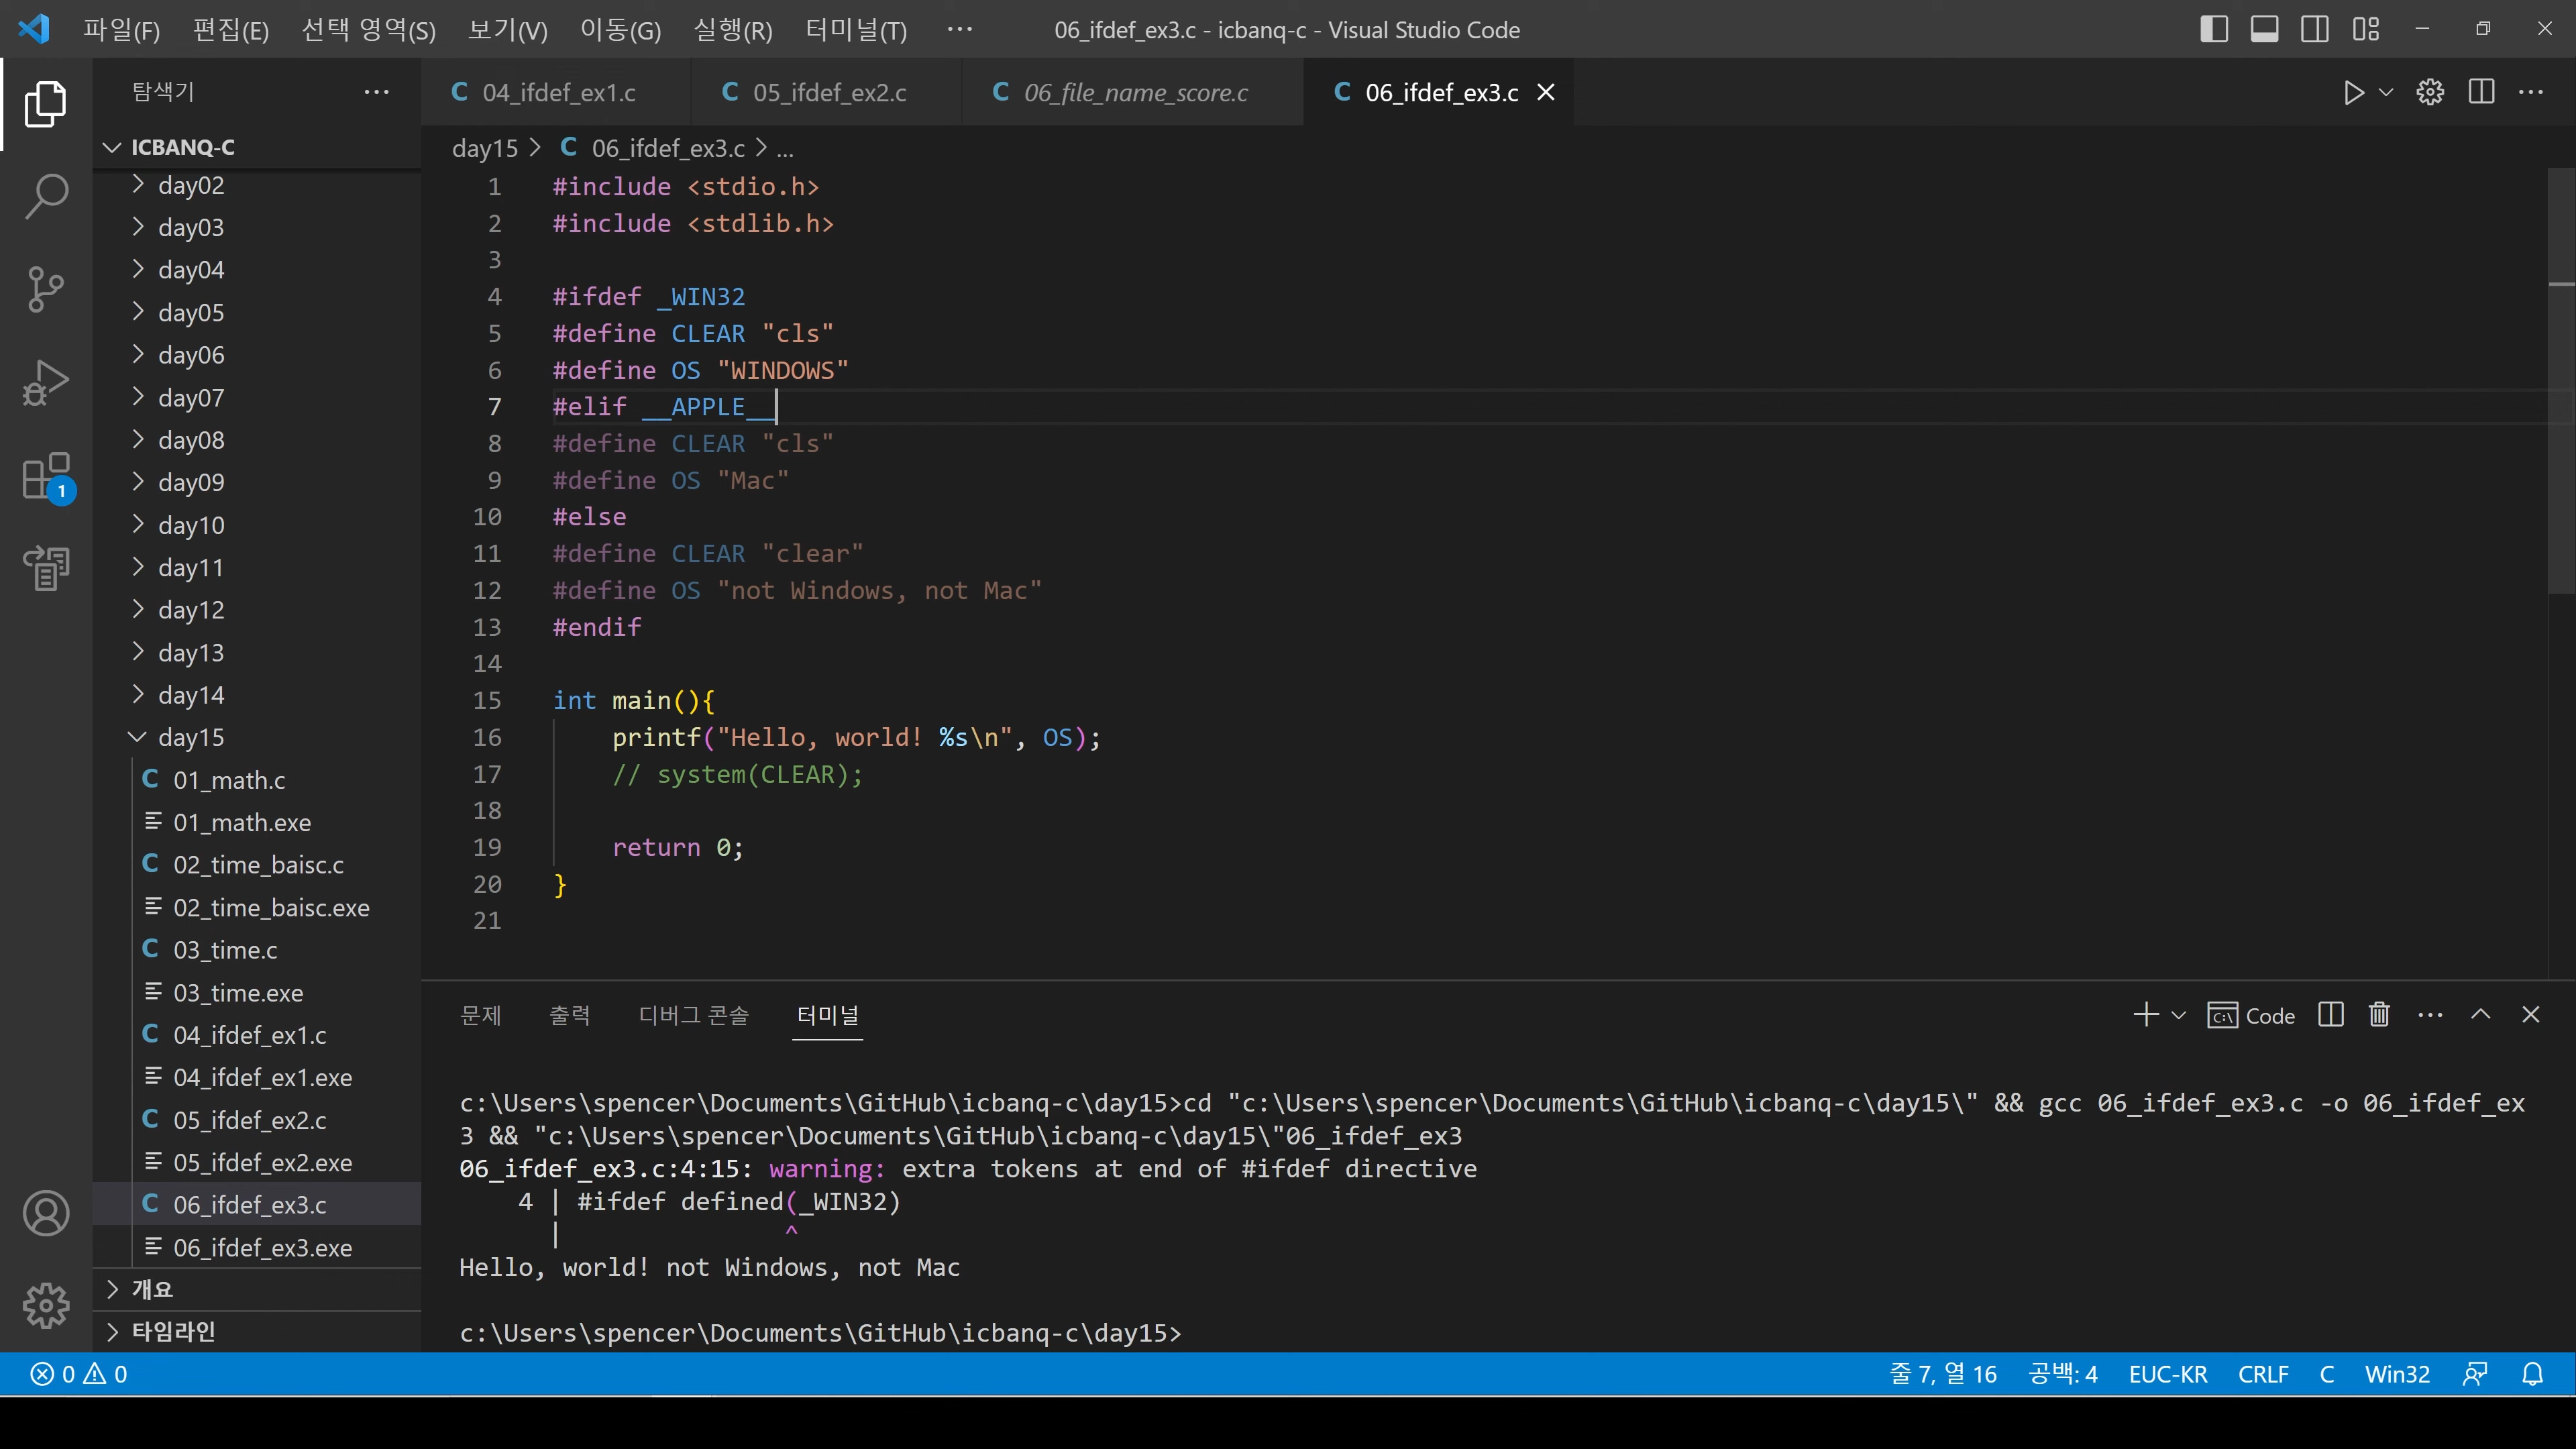 파일(F) 편집(E) 선택 영역(S) 보기(V) 이동(G) 실행(R) 터미널(T) ··· 06_ifdef_ex3.c - icbanq-c - Visual Studio Code
탐색기 ···
ICBANQ-C
day02
day03
day04
day05
day06
day07
day08
day09
day10
day11
day12
day13
day14
day15
C 01_math.c
01_math.exe
C 02_time_baisc.c
02_time_baisc.exe
C 03_time.c
03_time.exe
C 04_ifdef_ex1.c
04_ifdef_ex1.exe
C 05_ifdef_ex2.c
05_ifdef_ex2.exe
C 06_ifdef_ex3.c
06_ifdef_ex3.exe
개요
타임라인
1
C 04_ifdef_ex1.c C 05_ifdef_ex2.c C 06_file_name_score.c C 06_ifdef_ex3.c
day15 > C 06_ifdef_ex3.c > ...
1 #include <stdio.h>
2 #include <stdlib.h>
3
4 #ifdef _WIN32
5 #define CLEAR "cls"
6 #define OS "WINDOWS"
7 #elif __APPLE__
8 #define CLEAR "cls"
9 #define OS "Mac"
10 #else
11 #define CLEAR "clear"
12 #define OS "not Windows, not Mac"
13 #endif
14
15 int main(){
16 printf("Hello, world! %s\n", OS);
17 // system(CLEAR);
18
19 return 0;
20 }
21
문제 출력 디버그 콘솔 터미널 Code
c:\Users\spencer\Documents\GitHub\icbanq-c\day15>cd "c:\Users\spencer\Documents\GitHub\icbanq-c\day15\" && gcc 06_ifdef_ex3.c -o 06_ifdef_ex
3 && "c:\Users\spencer\Documents\GitHub\icbanq-c\day15\"06_ifdef_ex3
06_ifdef_ex3.c:4:15: warning: extra tokens at end of #ifdef directive
4 | #ifdef defined(_WIN32)
| ^
Hello, world! not Windows, not Mac
c:\Users\spencer\Documents\GitHub\icbanq-c\day15>
0 0 줄 7, 열 16 공백: 4 EUC-KR CRLF C Win32